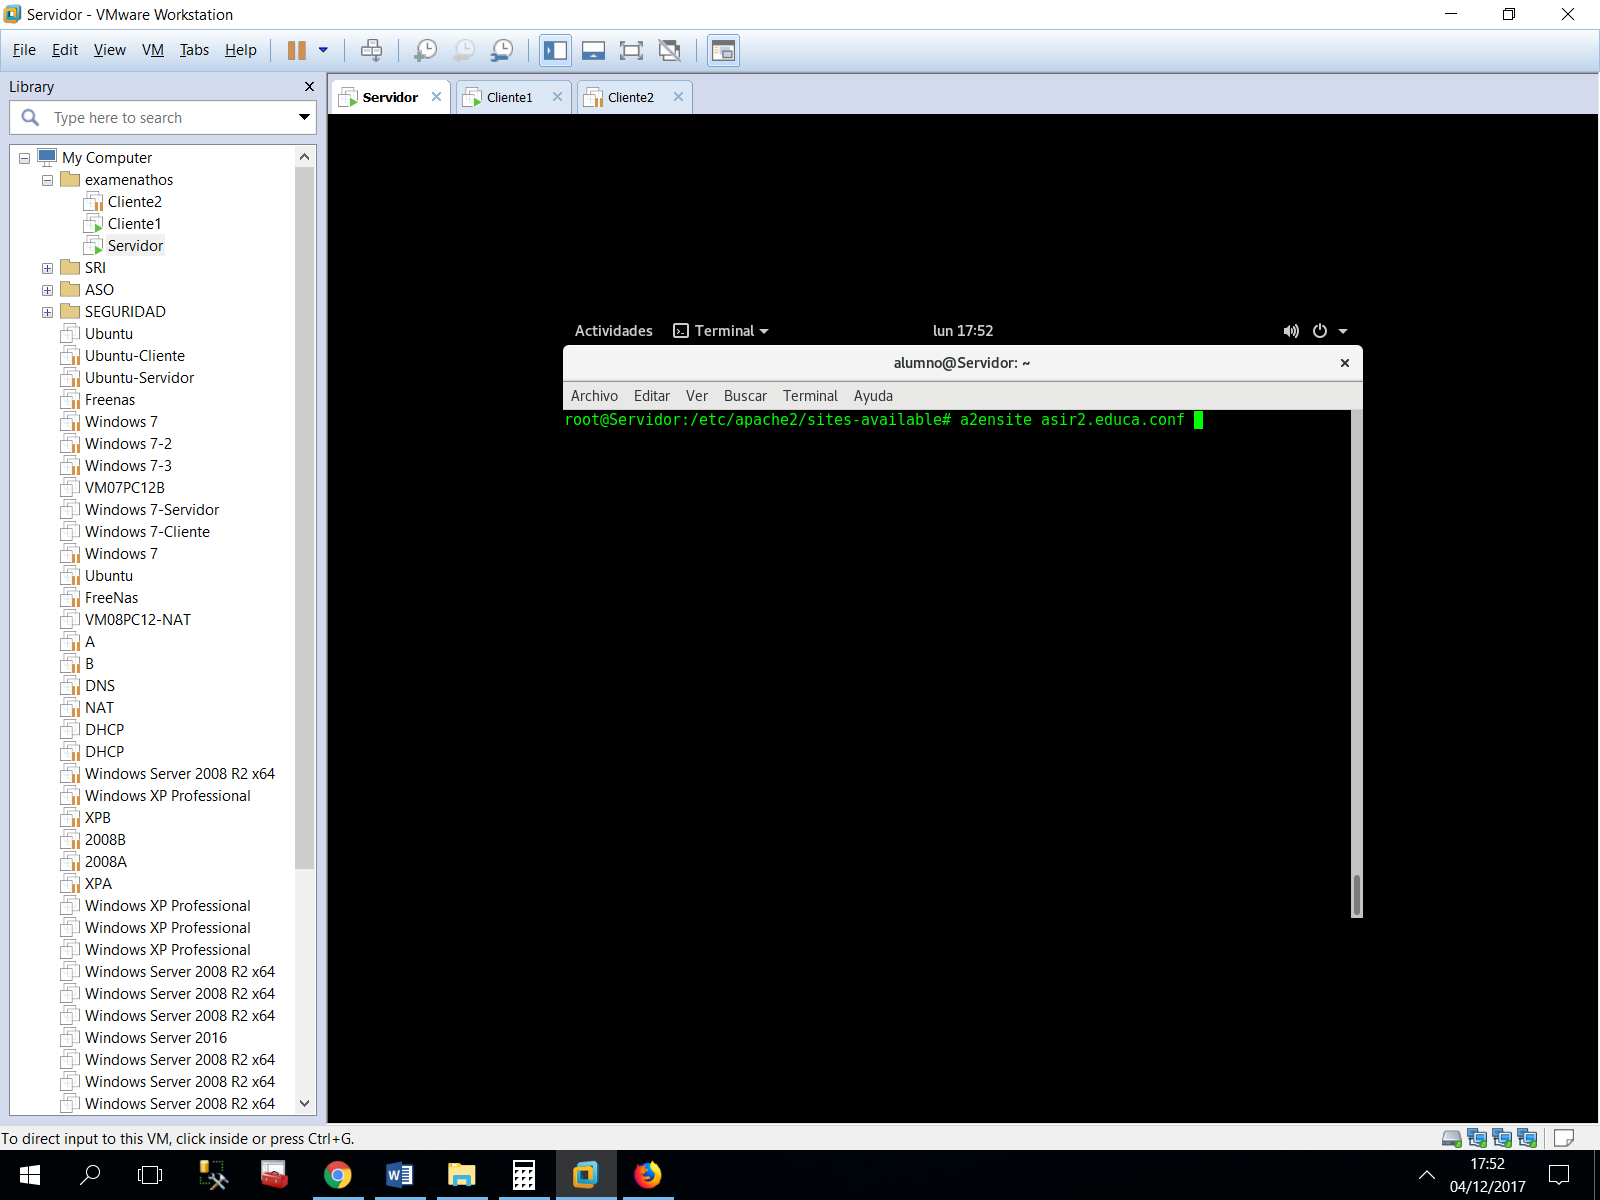 Servidor - VMware Workstation
File Edit View VM Tabs Help
Library
Type here to search
My Computer
examenathos
Cliente2
Cliente1
Servidor
SRI
ASO
SEGURIDAD
Ubuntu
Ubuntu-Cliente
Ubuntu-Servidor
Freenas
Windows 7
Windows 7-2
Windows 7-3
VM07PC12B
Windows 7-Servidor
Windows 7-Cliente
Windows 7
Ubuntu
FreeNas
VM08PC12-NAT
A
B
DNS
NAT
DHCP
DHCP
Windows Server 2008 R2 x64
Windows XP Professional
XPB
2008B
2008A
XPA
Windows XP Professional
Windows XP Professional
Windows XP Professional
Windows Server 2008 R2 x64
Windows Server 2008 R2 x64
Windows Server 2008 R2 x64
Windows Server 2016
Windows Server 2008 R2 x64
Windows Server 2008 R2 x64
Windows Server 2008 R2 x64
Servidor Cliente1 Cliente2
Actividades Terminal lun 17:52
alumno@Servidor: ~
Archivo Editar Ver Buscar Terminal Ayuda
root@Servidor:/etc/apache2/sites-available# a2ensite asir2.educa.conf
To direct input to this VM, click inside or press Ctrl+G.
17:52
04/12/2017